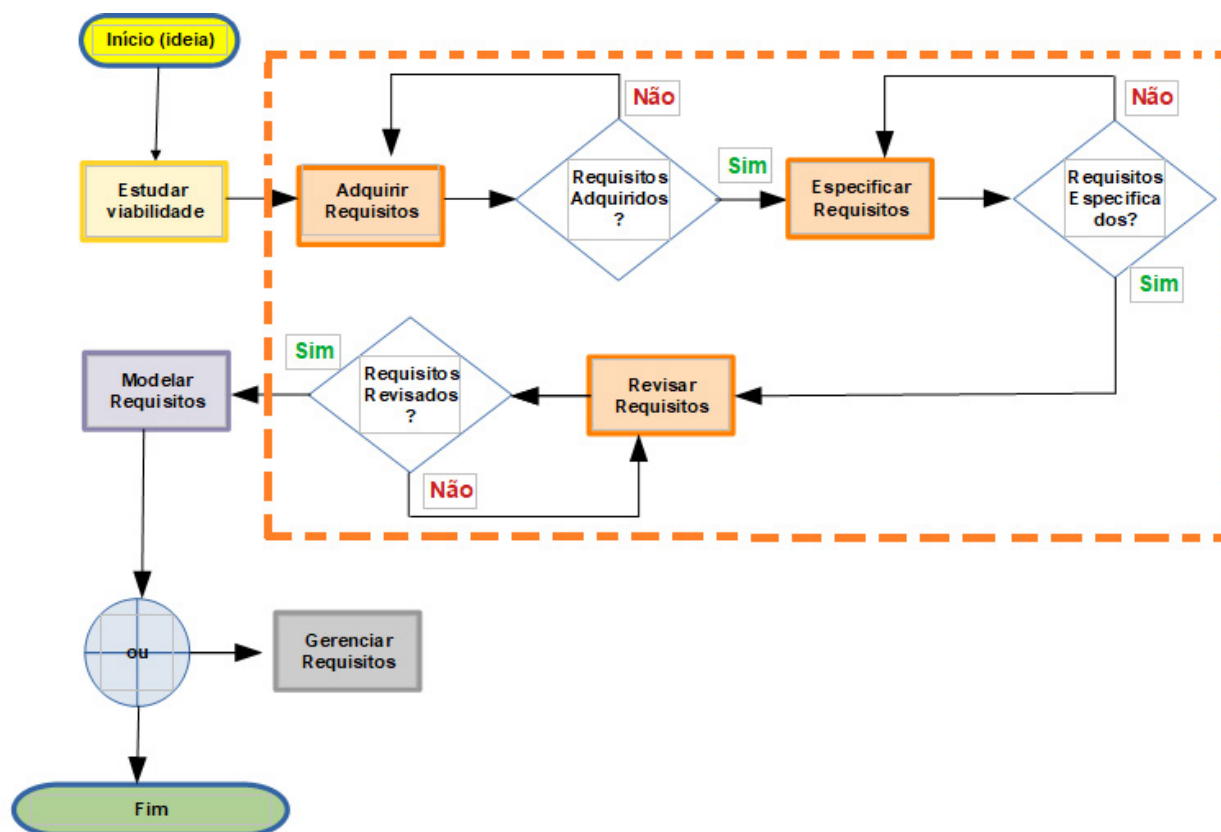 Início (ideia)
Estudar
viabilidade
Adquirir
Requisitos
Requisitos
Adquiridos
?
Não
Sim
Especificar
Requisitos
Requisitos
Especifica
dos?
Não
Sim
Revisar
Requisitos
Requisitos
Revisados
?
Não
Sim
Modelar
Requisitos
ou
Gerenciar
Requisitos
Fim